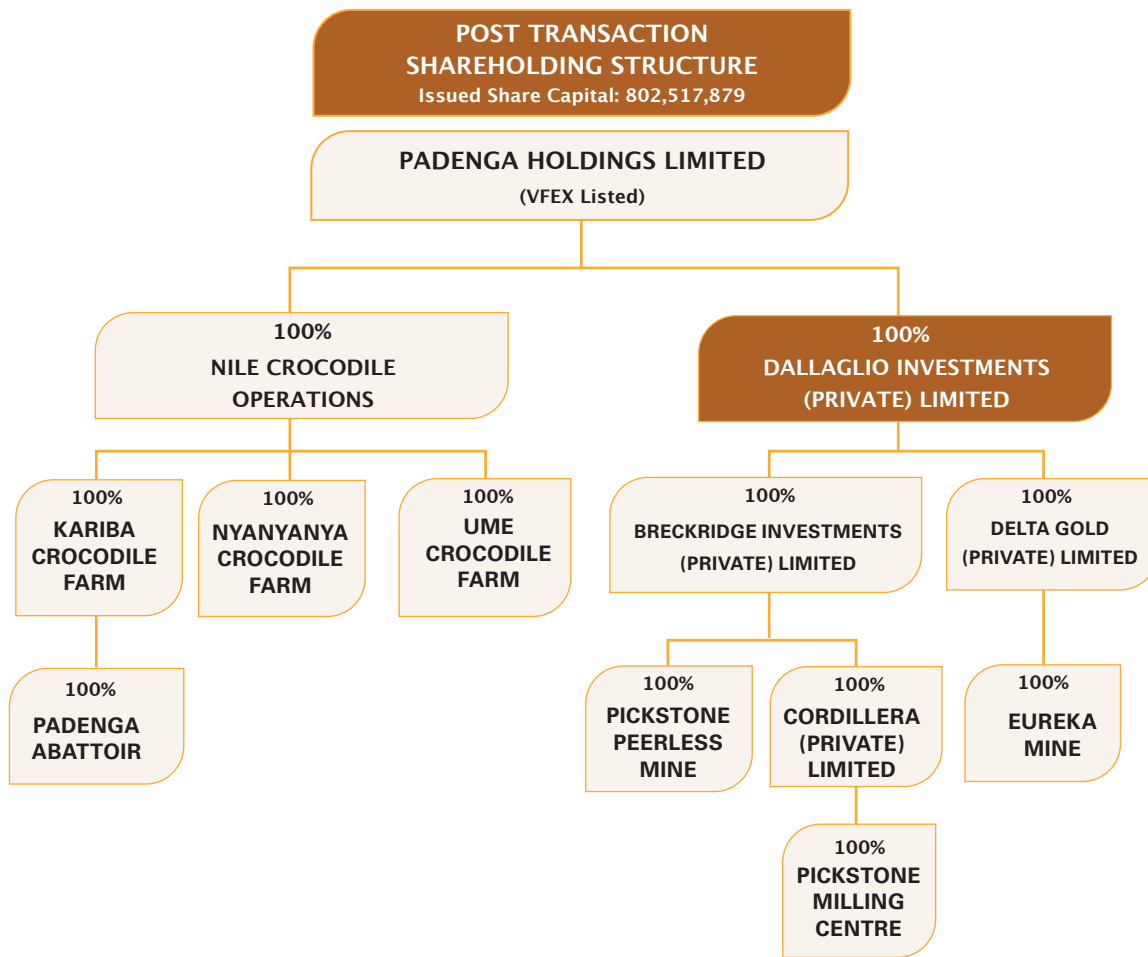 POST TRANSACTION
SHAREHOLDING STRUCTURE
Issued Share Capital: 802,517,879
PADENGA HOLDINGS LIMITED
(VFEX Listed)
100%
NILE CROCODILE
OPERATIONS
100%
DALLAGLIO INVESTMENTS
(PRIVATE) LIMITED
100%
KARIBA
CROCODILE
FARM
100%
NYANYANYA
CROCODILE
FARM
100%
UME
CROCODILE
FARM
100%
BRECKRIDGE INVESTMENTS
(PRIVATE) LIMITED
100%
DELTA GOLD
(PRIVATE) LIMITED
100%
PADENGA
ABATTOIR
100%
PICKSTONE
PEERLESS
MINE
100%
CORDILLERA
(PRIVATE)
LIMITED
100%
EUREKA
MINE
100%
PICKSTONE
MILLING
CENTRE